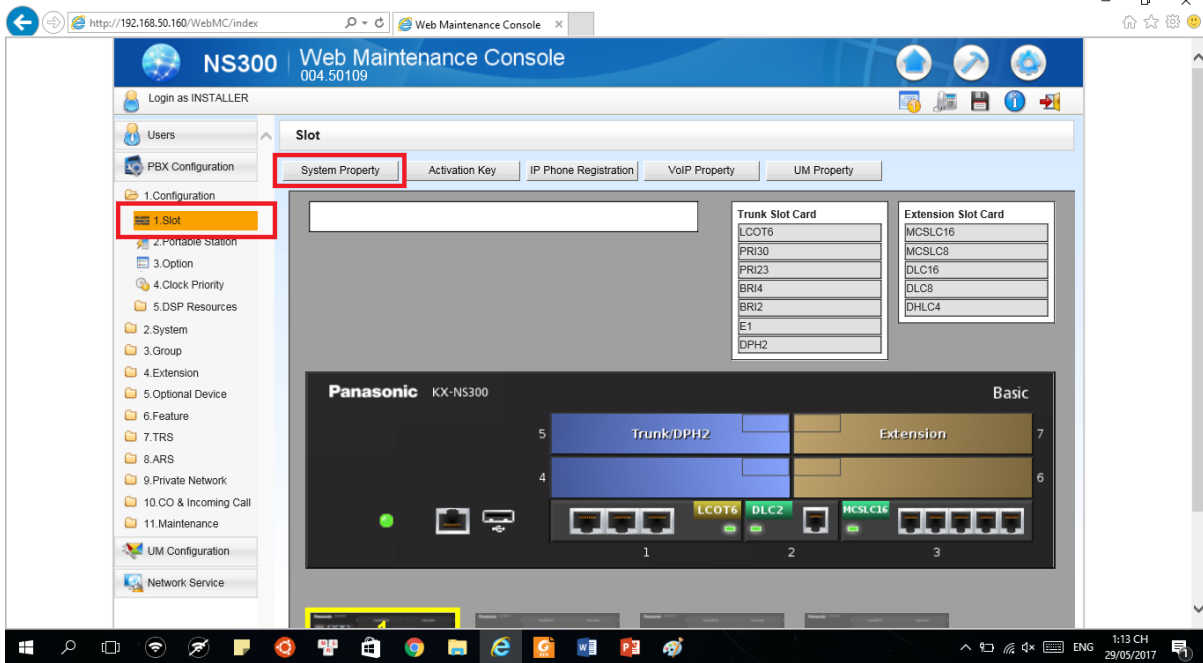 http://192.168.50.160/WebMC/index
Web Maintenance Console
NS300
Web Maintenance Console
004.50109
Login as INSTALLER
Users
Slot
PBX Configuration
System Property
Activation Key
IP Phone Registration
VoIP Property
UM Property
1.Configuration
1.Slot
2.Portable Station
3.Option
4.Clock Priority
5.DSP Resources
2.System
3.Group
4.Extension
5.Optional Device
6.Feature
7.TRS
8.ARS
9.Private Network
10.CO & Incoming Call
11.Maintenance
UM Configuration
Network Service
Trunk Slot Card
LCOT6
PRI30
PRI23
BRI4
BRI2
E1
DPH2
Extension Slot Card
MCSLC16
MCSLC8
DLC16
DLC8
DHLC4
Panasonic KX-NS300
Basic
5 Trunk/DPH2 Extension 7
4 6
LCOT6 DLC2 MCSLC16
1 2 3
1
ENG
1:13 CH
29/05/2017